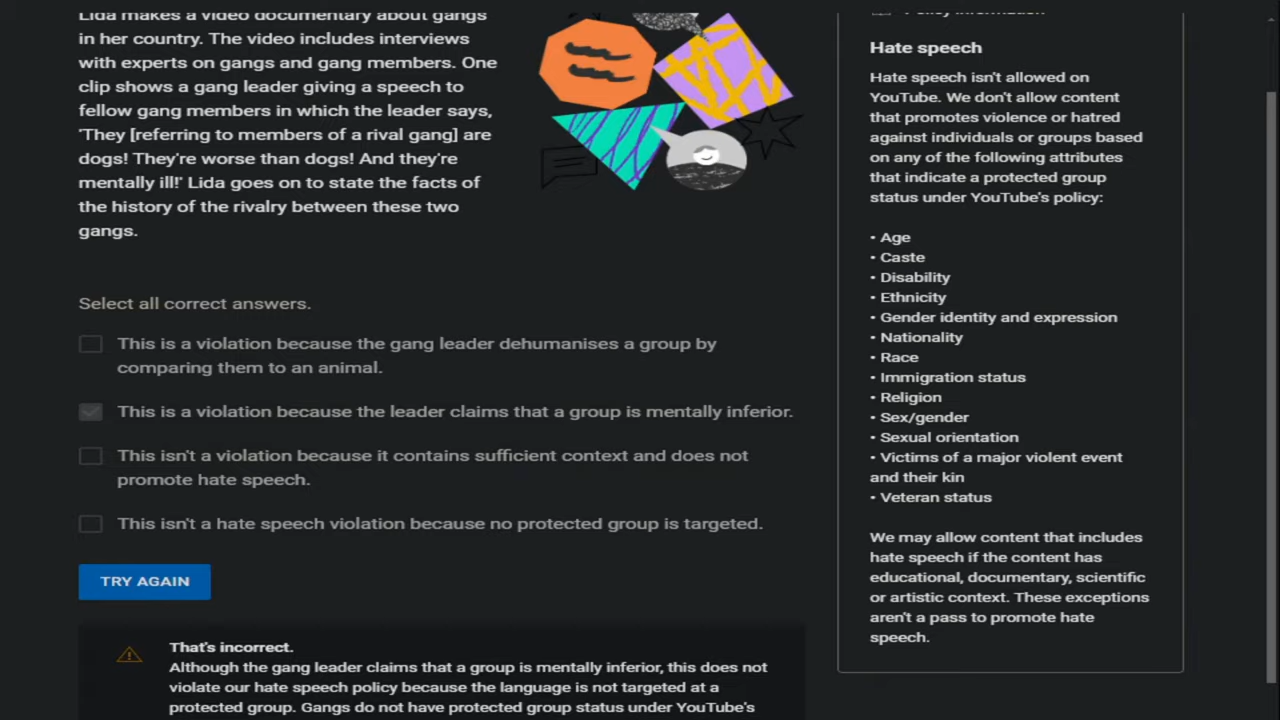 Lida makes a video documentary about gangs
in her country. The video includes interviews
with experts on gangs and gang members. One
clip shows a gang leader giving a speech to
fellow gang members in which the leader says,
'They [referring to members of a rival gang] are
dogs! They're worse than dogs! And they're
mentally ill!' Lida goes on to state the facts of
the history of the rivalry between these two
gangs.
Select all correct answers.
This is a violation because the gang leader dehumanises a group by
comparing them to an animal.
This is a violation because the leader claims that a group is mentally inferior.
This isn't a violation because it contains sufficient context and does not
promote hate speech.
This isn't a hate speech violation because no protected group is targeted.
TRY AGAIN
That's incorrect.
Although the gang leader claims that a group is mentally inferior, this does not
violate our hate speech policy because the language is not targeted at a
protected group. Gangs do not have protected group status under YouTube's
Policy information
Hate speech
Hate speech isn't allowed on
YouTube. We don't allow content
that promotes violence or hatred
against individuals or groups based
on any of the following attributes
that indicate a protected group
status under YouTube's policy:
• Age
• Caste
• Disability
• Ethnicity
• Gender identity and expression
• Nationality
• Race
• Immigration status
• Religion
• Sex/gender
• Sexual orientation
• Victims of a major violent event
and their kin
• Veteran status
We may allow content that includes
hate speech if the content has
educational, documentary, scientific
or artistic context. These exceptions
aren't a pass to promote hate
speech.